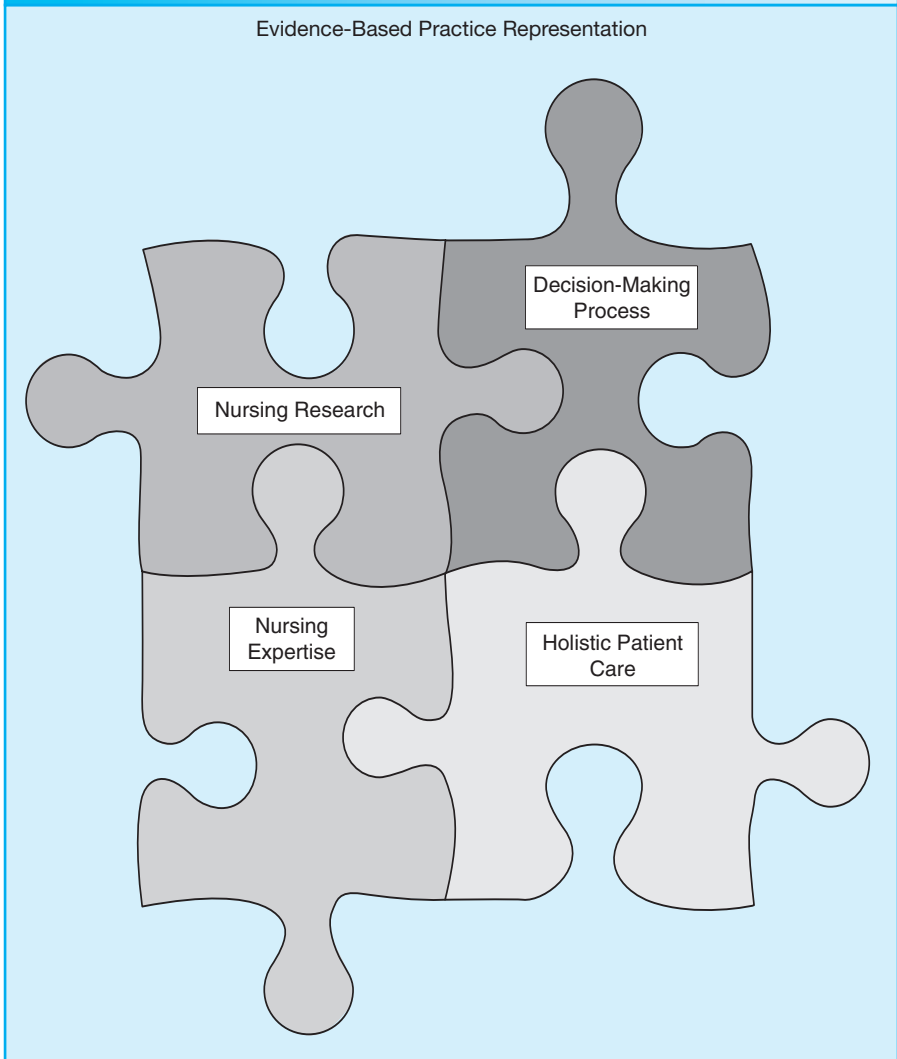 Evidence-Based Practice Representation
Decision-Making
Process
Nursing Research
Nursing
Expertise
Holistic Patient
Care